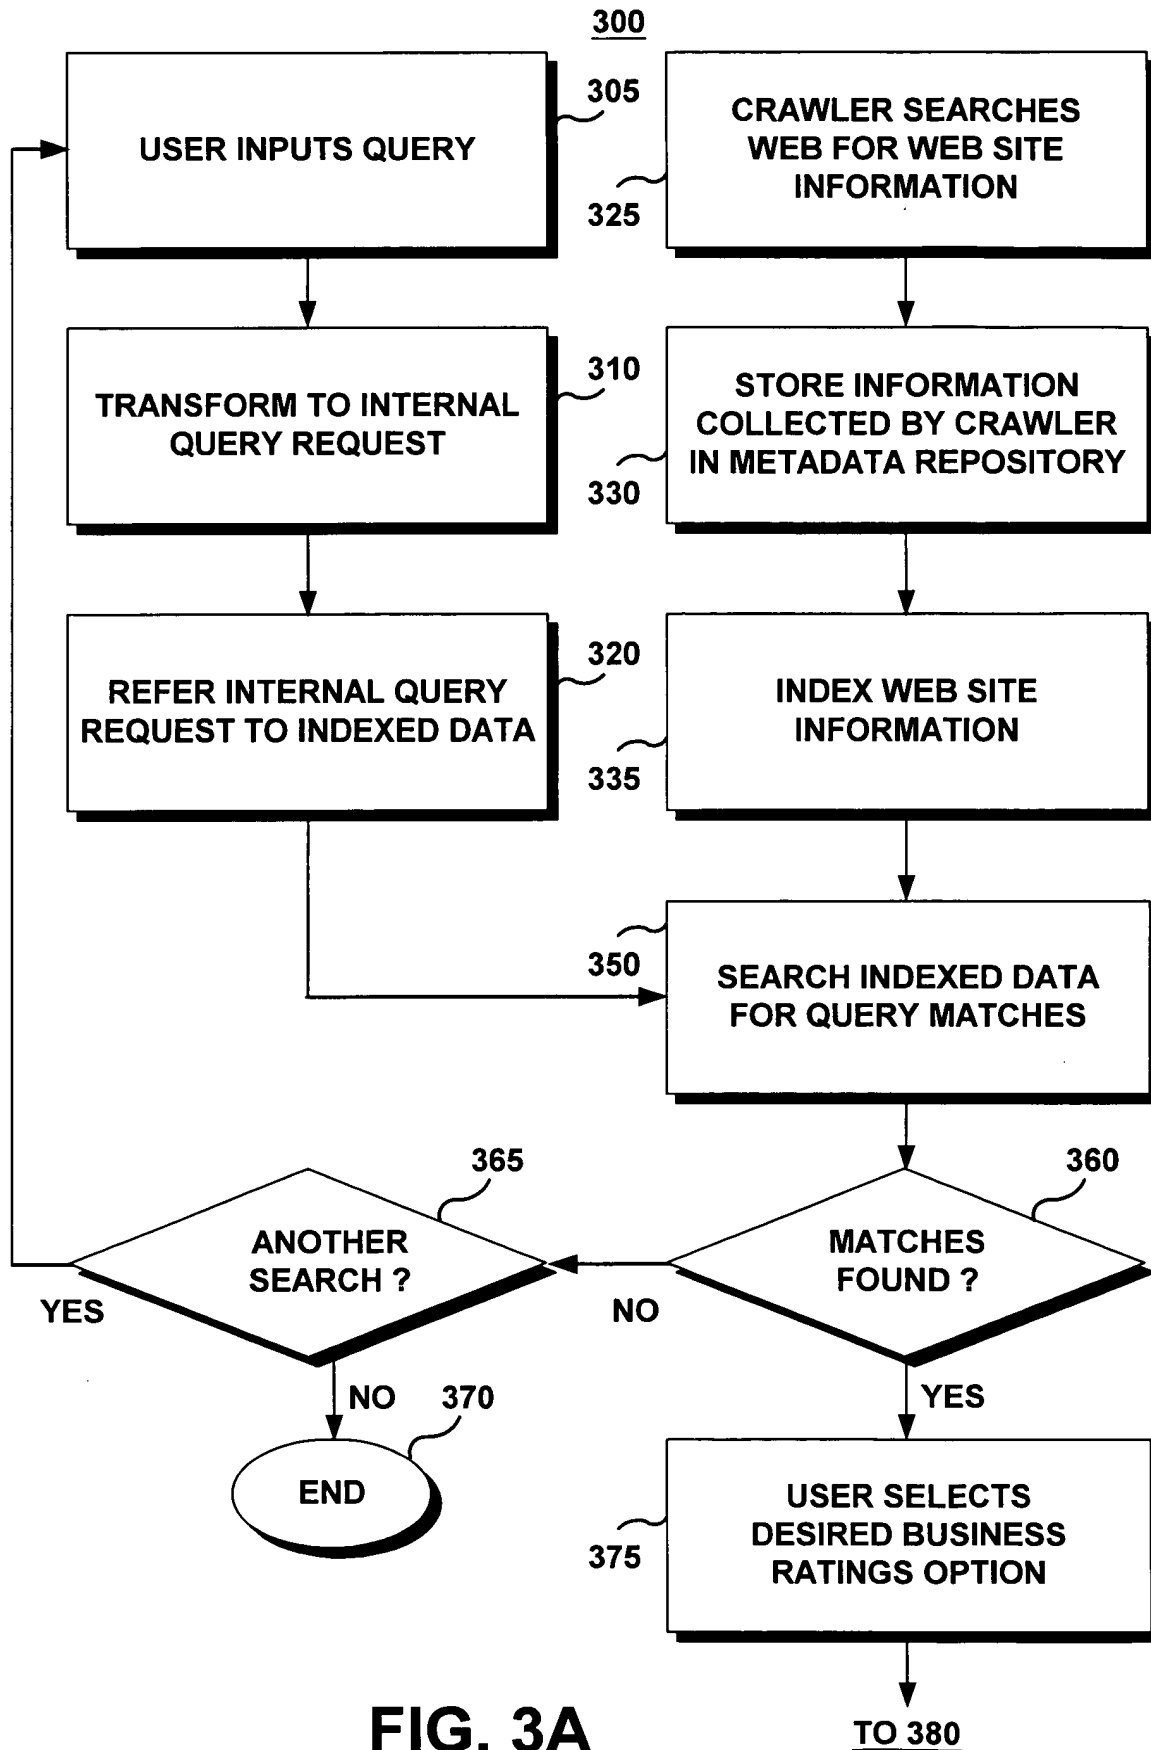 300
USER INPUTS QUERY
305
CRAWLER SEARCHES
WEB FOR WEB SITE
INFORMATION
325
TRANSFORM TO INTERNAL
QUERY REQUEST
310
STORE INFORMATION
COLLECTED BY CRAWLER
IN METADATA REPOSITORY
330
REFER INTERNAL QUERY
REQUEST TO INDEXED DATA
320
INDEX WEB SITE
INFORMATION
335
350
SEARCH INDEXED DATA
FOR QUERY MATCHES
365
ANOTHER
SEARCH ?
YES
360
MATCHES
FOUND ?
NO
NO
370
END
YES
USER SELECTS
DESIRED BUSINESS
RATINGS OPTION
375
FIG. 3A
TO 380